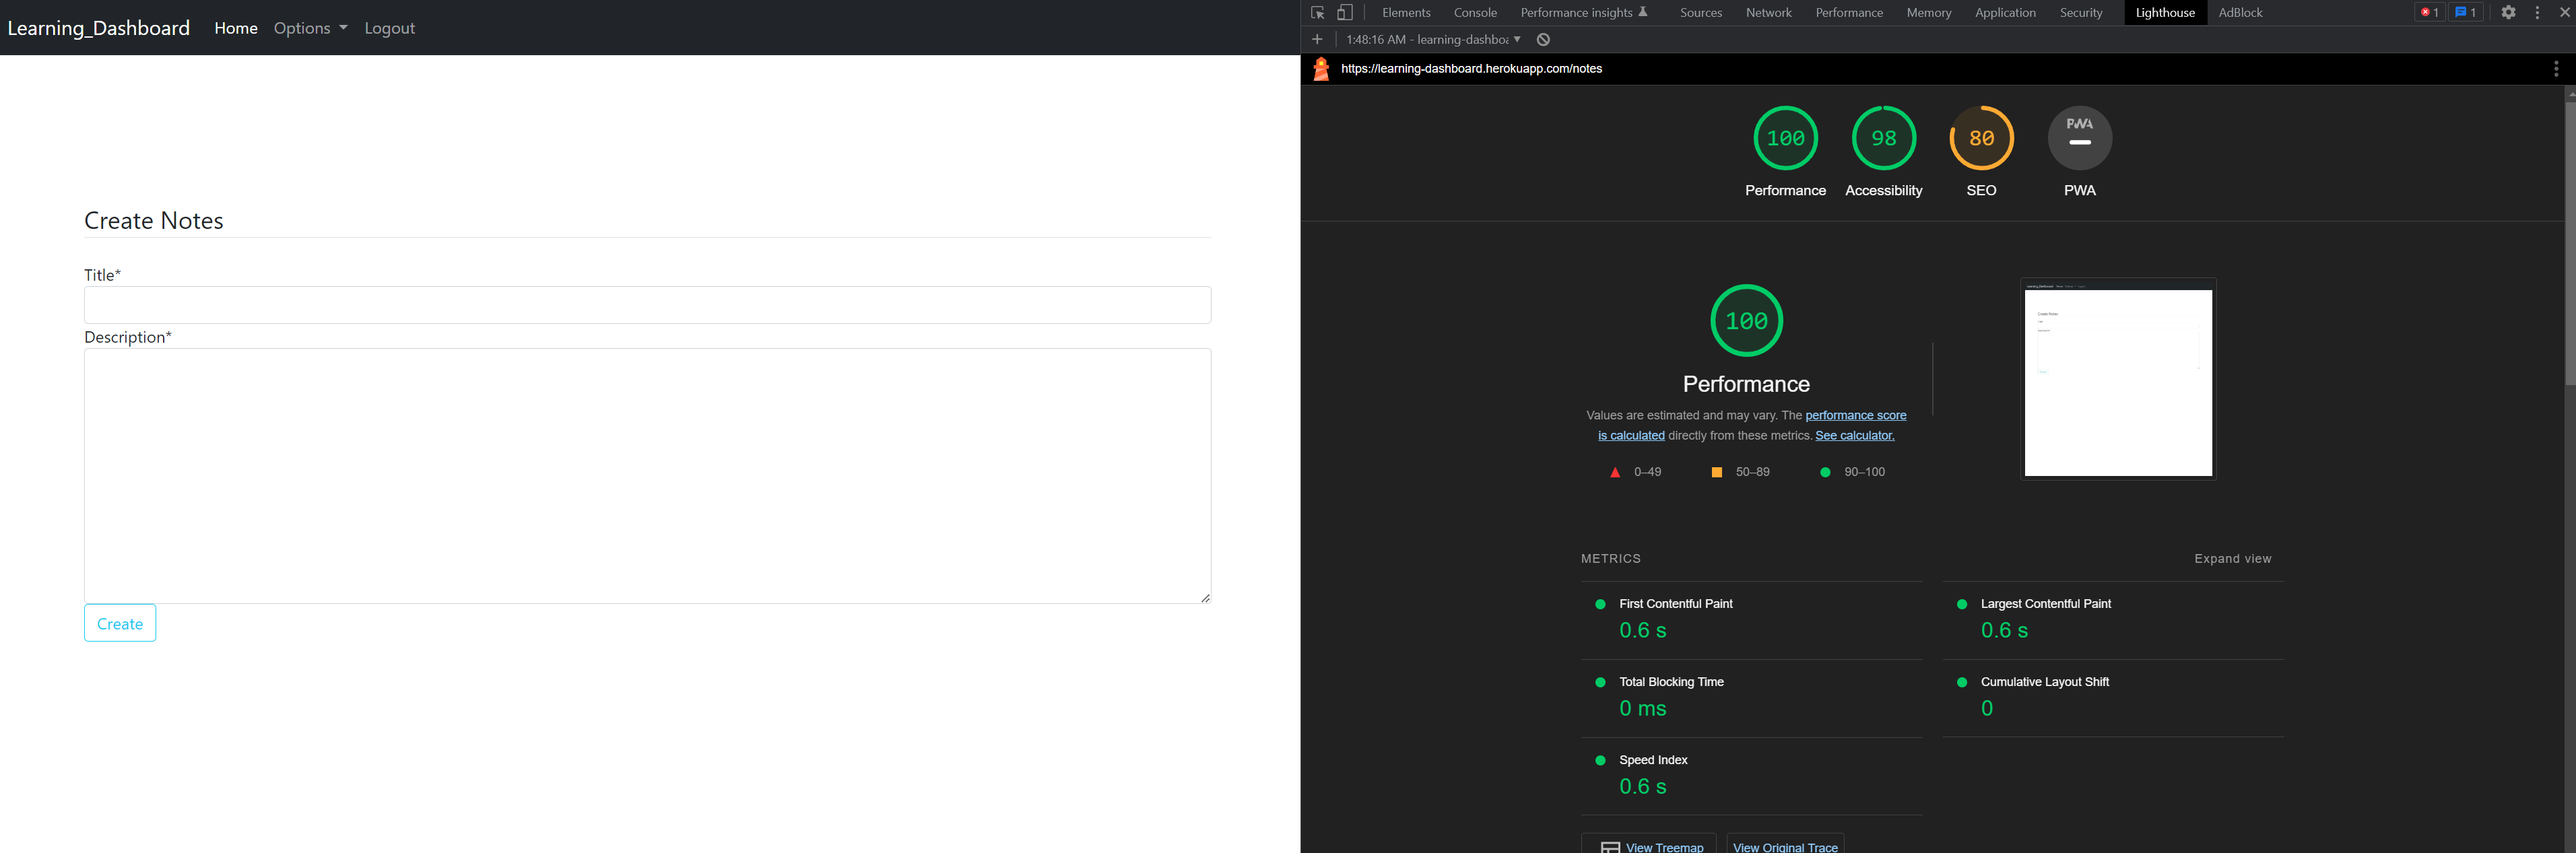 Learning_Dashboard Home Options Logout
Create Notes
Title*
Description*
Create
Elements Console Performance insights Sources Network Performance Memory Application Security Lighthouse AdBlock 1 1
1:48:16 AM - learning-dashboa
https://learning-dashboard.herokuapp.com/notes
100 98 80 PWA
Performance Accessibility SEO PWA
100
Performance
Values are estimated and may vary. The performance score
is calculated directly from these metrics. See calculator.
0–49 50–89 90–100
METRICS Expand view
First Contentful Paint
0.6 s
Largest Contentful Paint
0.6 s
Total Blocking Time
0 ms
Cumulative Layout Shift
0
Speed Index
0.6 s
View Treemap View Original Trace